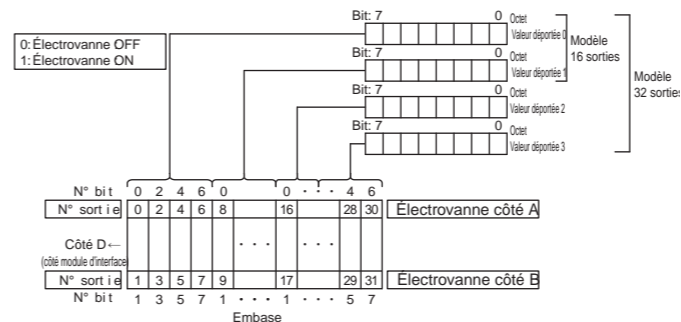 Bit: 7 0 Octet
Valeur déportée 0
0: Électrovanne OFF
1: Électrovanne ON
Bit: 7 0 Octet
Valeur déportée 1
Modèle
16 sorties
Bit: 7 0 Octet
Valeur déportée 2
Modèle
32 sorties
Bit: 7 0 Octet
Valeur déportée 3
N° bit 0 2 4 6 0 0 · · · 4 6
N° sortie 0 2 4 6 8 16 28 30 Électrovanne côté A
Côté D← · · · · · ·
(côté module d'interface)
N° sortie 1 3 5 7 9 17 29 31 Électrovanne côté B
N° bit 1 3 5 7 1 · · · 1 · · · 5 7
Embase